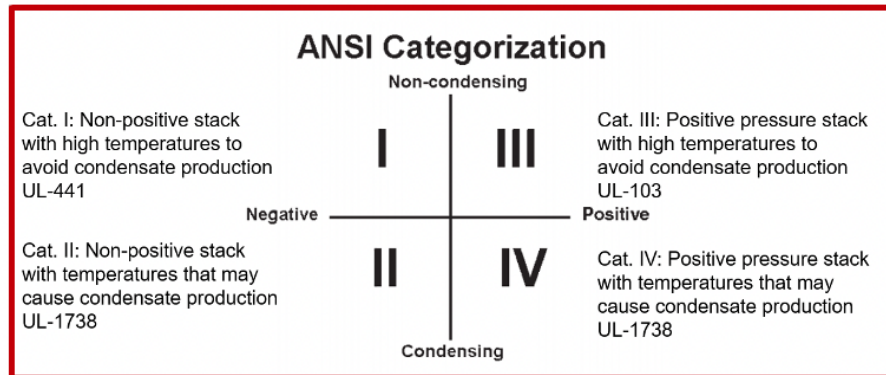 ANSI Categorization
Non-condensing
Cat. I: Non-positive stack
with high temperatures to
avoid condensate production
UL-441
I
III
Cat. III: Positive pressure stack
with high temperatures to
avoid condensate production
UL-103
Negative
Positive
Cat. II: Non-positive stack
with temperatures that may
cause condensate production
UL-1738
II
IV
Cat. IV: Positive pressure stack
with temperatures that may
cause condensate production
UL-1738
Condensing